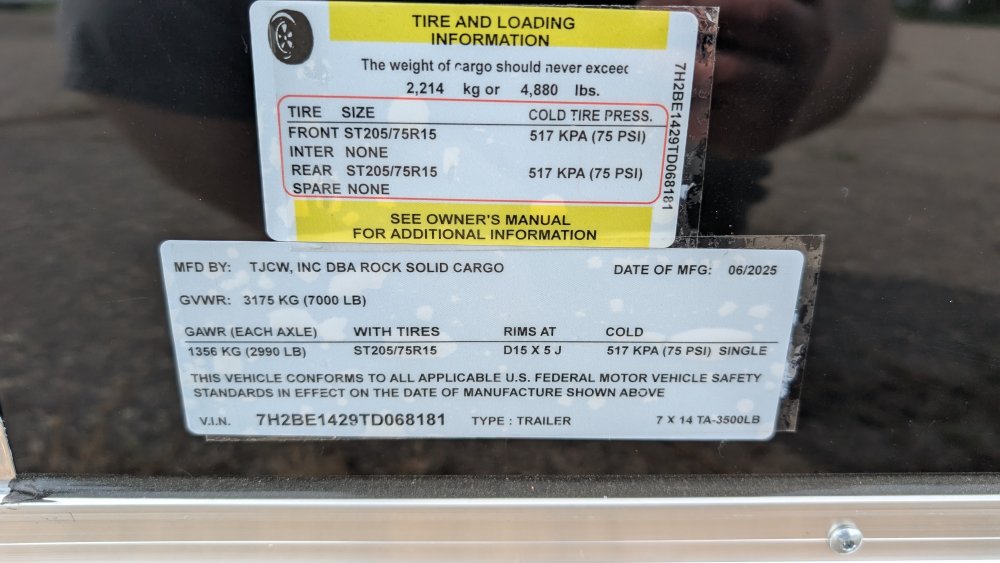 TIRE AND LOADING
INFORMATION
The weight of cargo should never exceed
2,214 kg or 4,880 lbs.
TIRE SIZE COLD TIRE PRESS.
FRONT ST205/75R15 517 KPA (75 PSI)
INTER NONE
REAR ST205/75R15 517 KPA (75 PSI)
SPARE NONE
SEE OWNER'S MANUAL
FOR ADDITIONAL INFORMATION
7H2BE1429TD068181
MFD BY: TJCW, INC DBA ROCK SOLID CARGO DATE OF MFG: 06/2025
GVWR: 3175 KG (7000 LB)
GAWR (EACH AXLE) WITH TIRES RIMS AT COLD
1356 KG (2990 LB) ST205/75R15 D15 X 5 J 517 KPA (75 PSI) SINGLE
THIS VEHICLE CONFORMS TO ALL APPLICABLE U.S. FEDERAL MOTOR VEHICLE SAFETY
STANDARDS IN EFFECT ON THE DATE OF MANUFACTURE SHOWN ABOVE
V.I.N. 7H2BE1429TD068181 TYPE : TRAILER 7 X 14 TA-3500LB